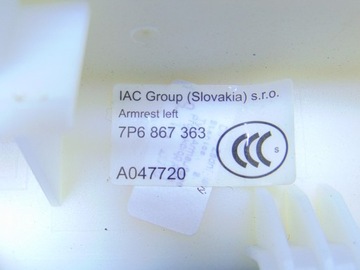 IAC Group (Slovakia) s.r.o.
Armrest left
7P6 867 363
CCC S
A047720